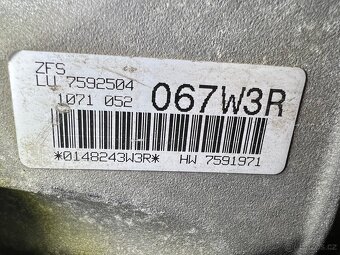 ZFS
LU 7592504
1071 052 067W3R
*0148243W3R* HW 7591971